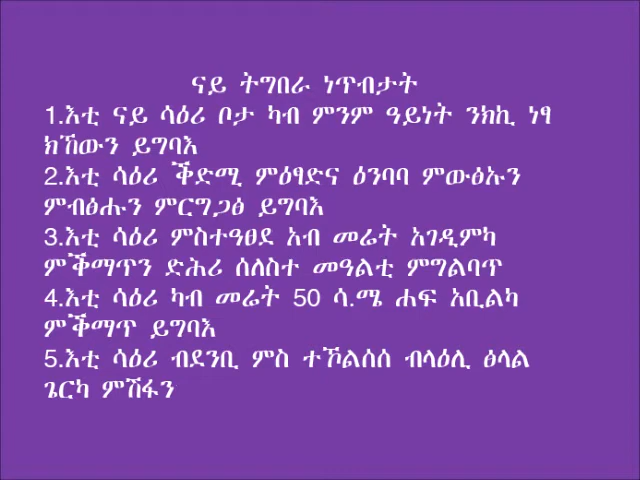 ናይ ትግበራ ነጥብታት
1.እቲ ናይ ሳዕሪ ቦታ ካብ ምንም ዓይነት ንክኪ ነፃ
ክኸውን ይግባእ
2.እቲ ሳዕሪ ቅድሚ ምዕፃድና ዕንባባ ምውፅኡን
ምብፅሑን ምርግጋፅ ይግባእ
3.እቲ ሳዕሪ ምስተዓፀደ አብ መሬት አገዲምካ
ምቕማጥን ድሕሪ ሰለስተ መዓልቲ ምግልባጥ
4.እቲ ሳዕሪ ካብ መሬት 50 ሳ.ሜ ሐፍ አቢልካ
ምቕማጥ ይግባእ
5.እቲ ሳዕሪ ብደንቢ ምስ ተኾልሰሰ ብላዕሊ ፅላል
ጌርካ ምሽፋን